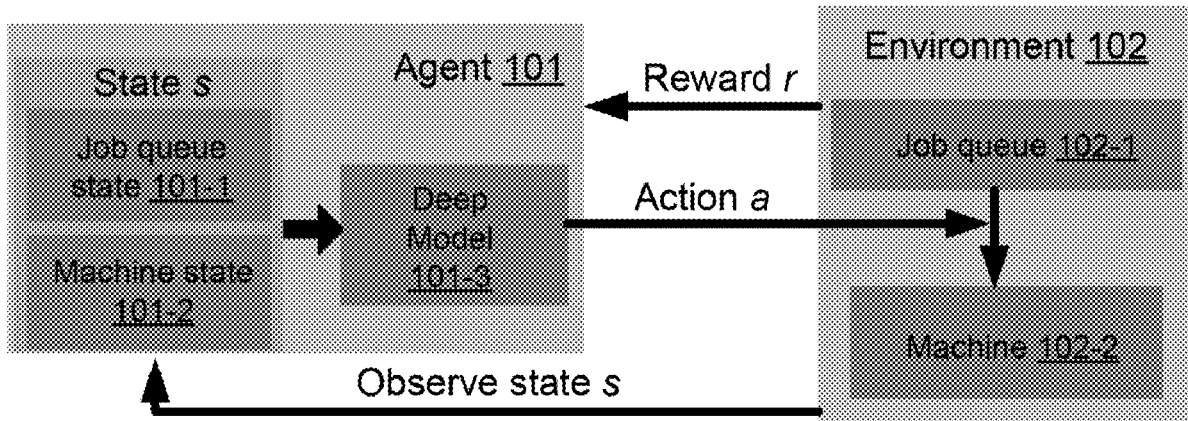 State s
Job queue
state 101-1
Machine state
101-2
Agent 101
Deep
Model
101-3
Reward r
Action a
Observe state s
Environment 102
Job queue 102-1
Machine 102-2